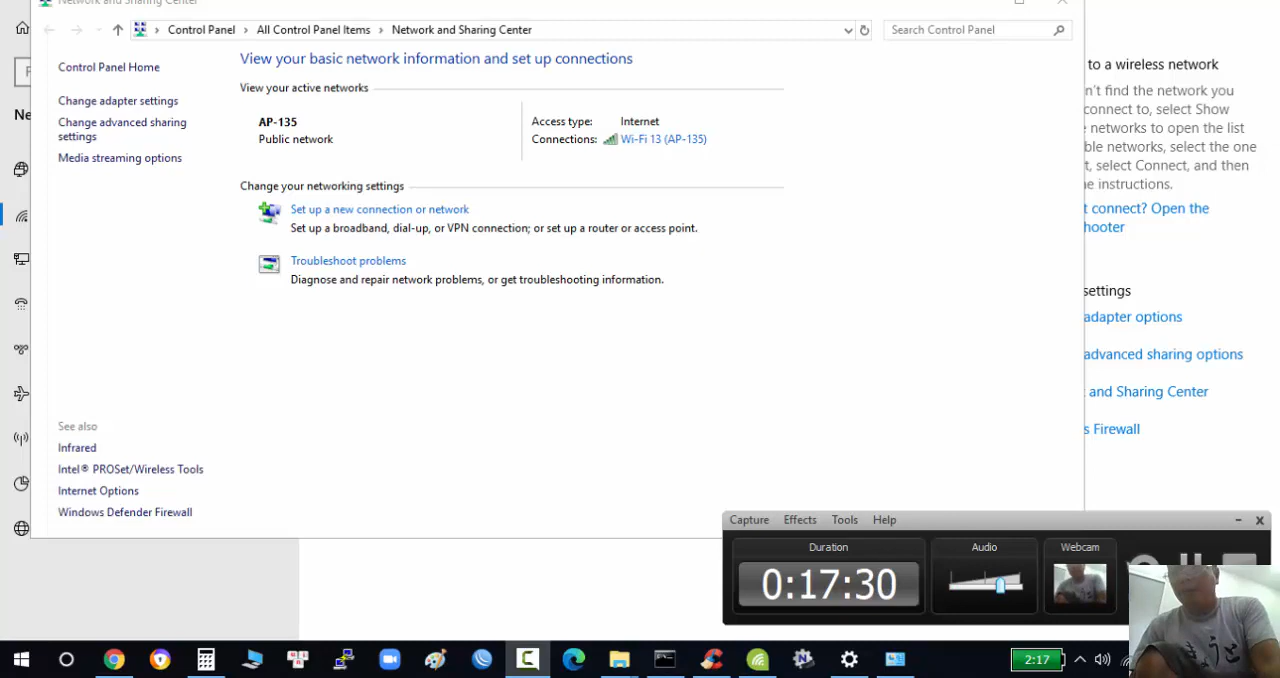 Network and Sharing Center
Control Panel › All Control Panel Items › Network and Sharing Center
Search Control Panel
Control Panel Home
Change adapter settings
Change advanced sharing
settings
Media streaming options
View your basic network information and set up connections
View your active networks
AP-135
Public network
Access type: Internet
Connections: Wi-Fi 13 (AP-135)
Change your networking settings
Set up a new connection or network
Set up a broadband, dial-up, or VPN connection; or set up a router or access point.
Troubleshoot problems
Diagnose and repair network problems, or get troubleshooting information.
See also
Infrared
Intel® PROSet/Wireless Tools
Internet Options
Windows Defender Firewall
to a wireless network
n't find the network you
connect to, select Show
networks to open the list
ble networks, select the one
t, select Connect, and then
e instructions.
t connect? Open the
hooter
settings
adapter options
advanced sharing options
and Sharing Center
s Firewall
Ne
Capture Effects Tools Help
Duration
0:17:30
Audio
Webcam
2:17